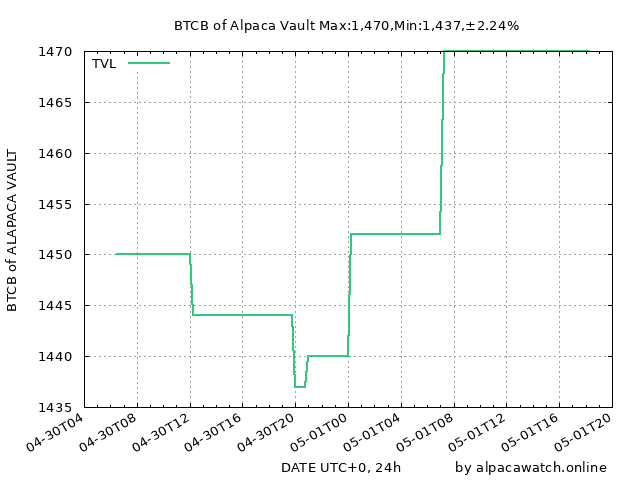 BTCB of Alpaca Vault Max:1,470,Min:1,437,±2.24%
TVL
1470
1465
1460
1455
1450
1445
1440
1435
BTCB of ALAPACA VAULT
04-30T04
04-30T08
04-30T12
04-30T16
04-30T20
05-01T00
05-01T04
05-01T08
05-01T12
05-01T16
05-01T20
DATE UTC+0, 24h
by alpacawatch.online